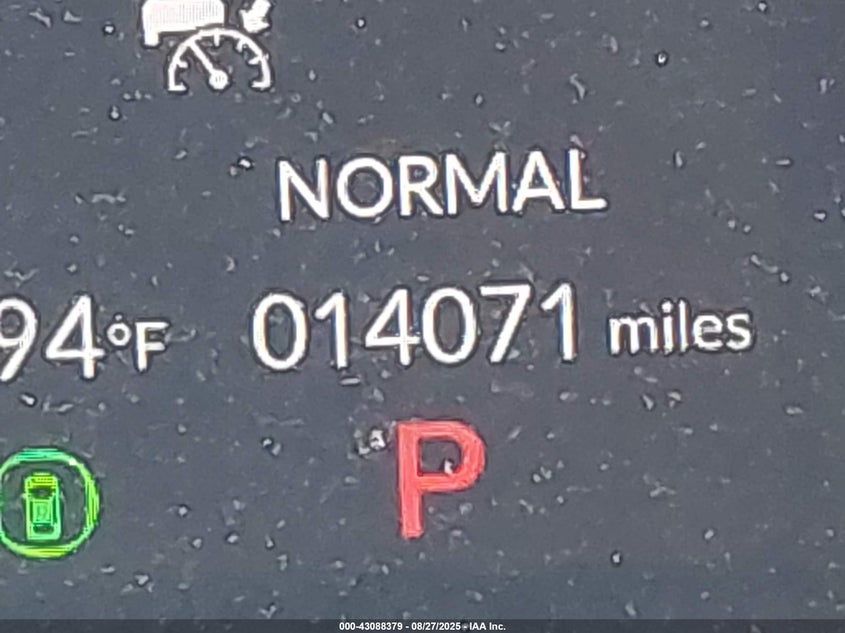 NORMAL
94°F 014071 miles
P
000-43088379 - 08/27/2025 - IAA Inc.